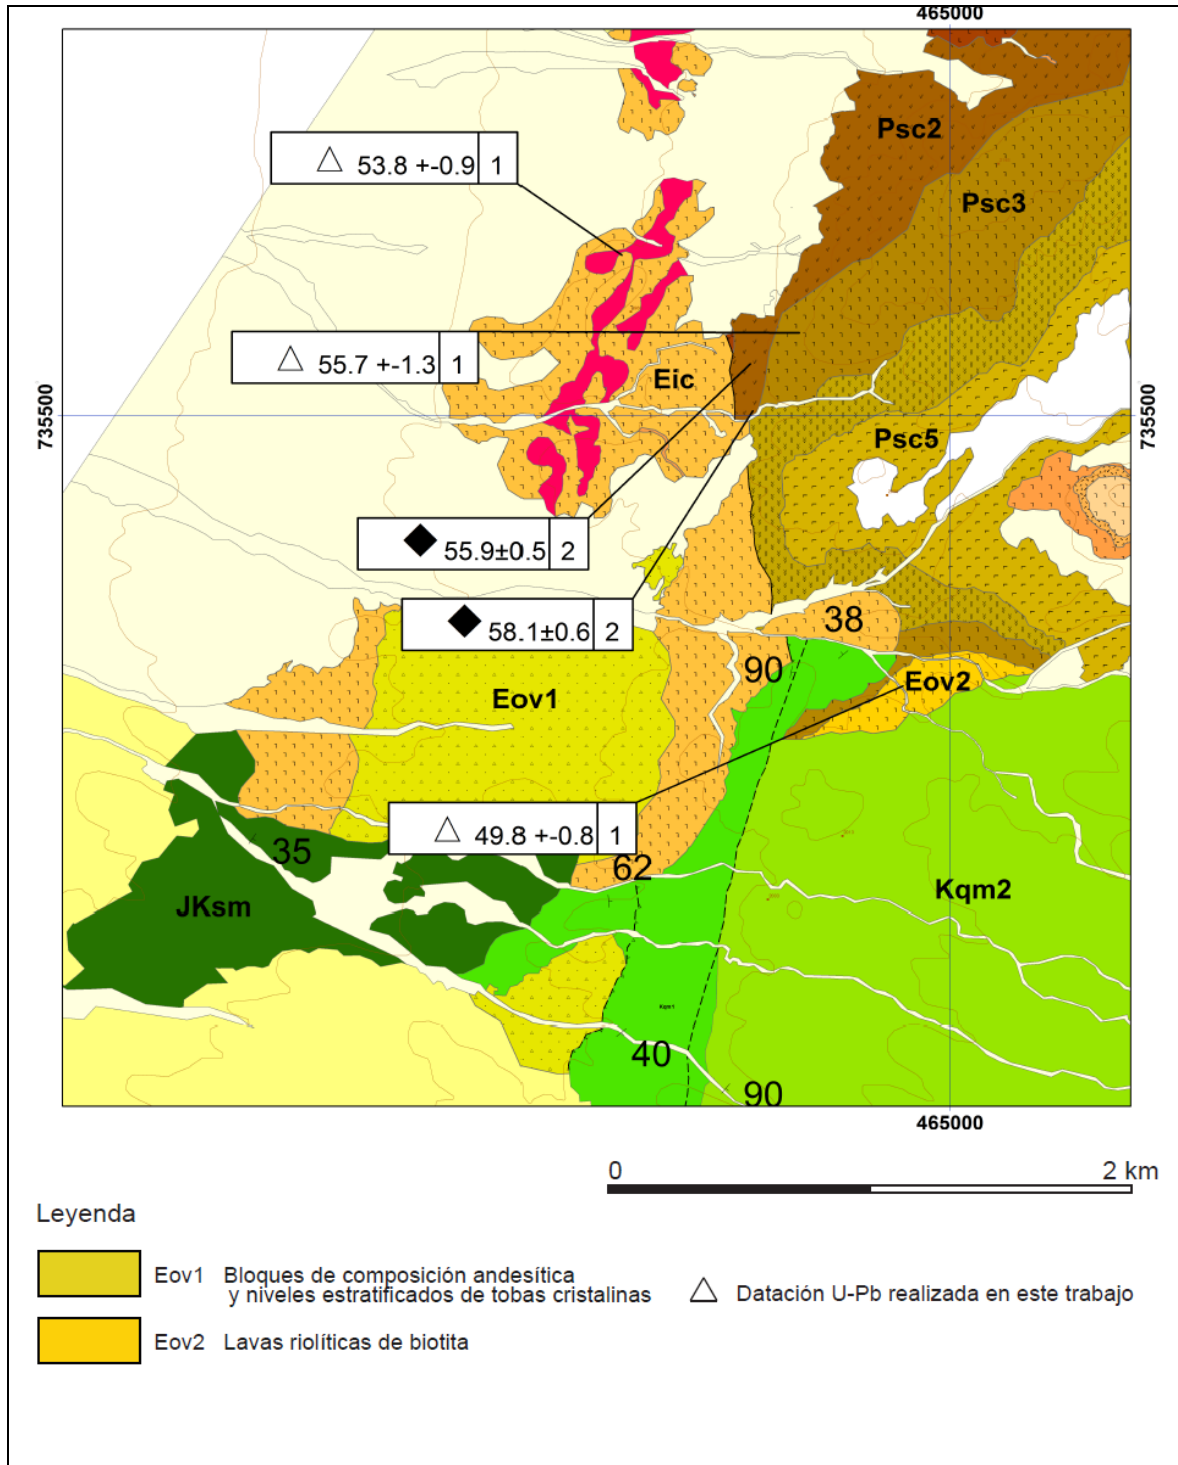 465000
Psc2
△ 53.8 +-0.9 1
Psc3
△ 55.7 +-1.3 1
Eic
735500
735500
Psc5
◆ 55.9±0.5 2
◆ 58.1±0.6 2
38
90
Eov2
Eov1
△ 49.8 +-0.8 1
35
62
Kqm2
JKsm
Kqm1
40
90
465000
0 2 km
Leyenda
Eov1 Bloques de composición andesítica
y niveles estratificados de tobas cristalinas
△ Datación U-Pb realizada en este trabajo
Eov2 Lavas riolíticas de biotita